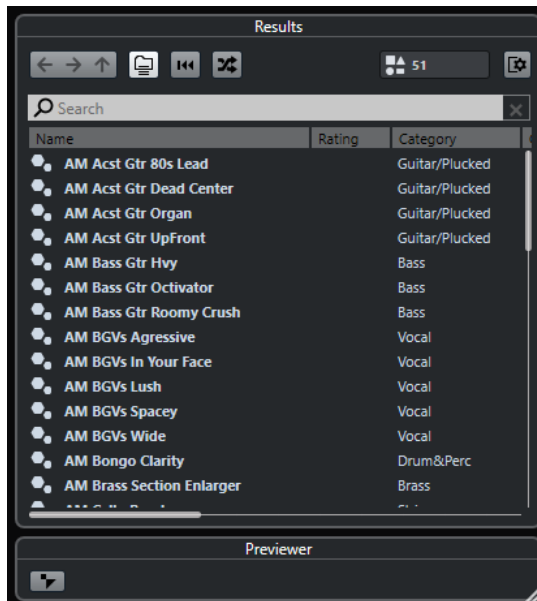 Results
51
Search
Name Rating Category
AM Acst Gtr 80s Lead Guitar/Plucked
AM Acst Gtr Dead Center Guitar/Plucked
AM Acst Gtr Organ Guitar/Plucked
AM Acst Gtr UpFront Guitar/Plucked
AM Bass Gtr Hvy Bass
AM Bass Gtr Octivator Bass
AM Bass Gtr Roomy Crush Bass
AM BGVs Agressive Vocal
AM BGVs In Your Face Vocal
AM BGVs Lush Vocal
AM BGVs Spacey Vocal
AM BGVs Wide Vocal
AM Bongo Clarity Drum&Perc
AM Brass Section Enlarger Brass
Previewer